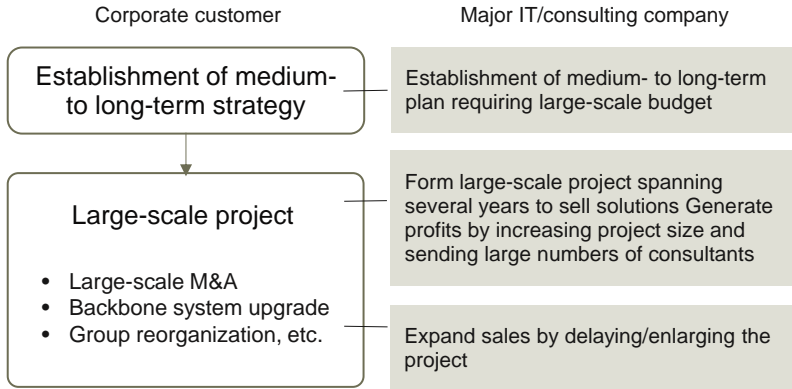 Corporate customer
Major IT/consulting company
Establishment of medium-
to long-term strategy
Establishment of medium- to long-term
plan requiring large-scale budget
Large-scale project
• Large-scale M&A
• Backbone system upgrade
• Group reorganization, etc.
Form large-scale project spanning
several years to sell solutions Generate
profits by increasing project size and
sending large numbers of consultants
Expand sales by delaying/enlarging the
project